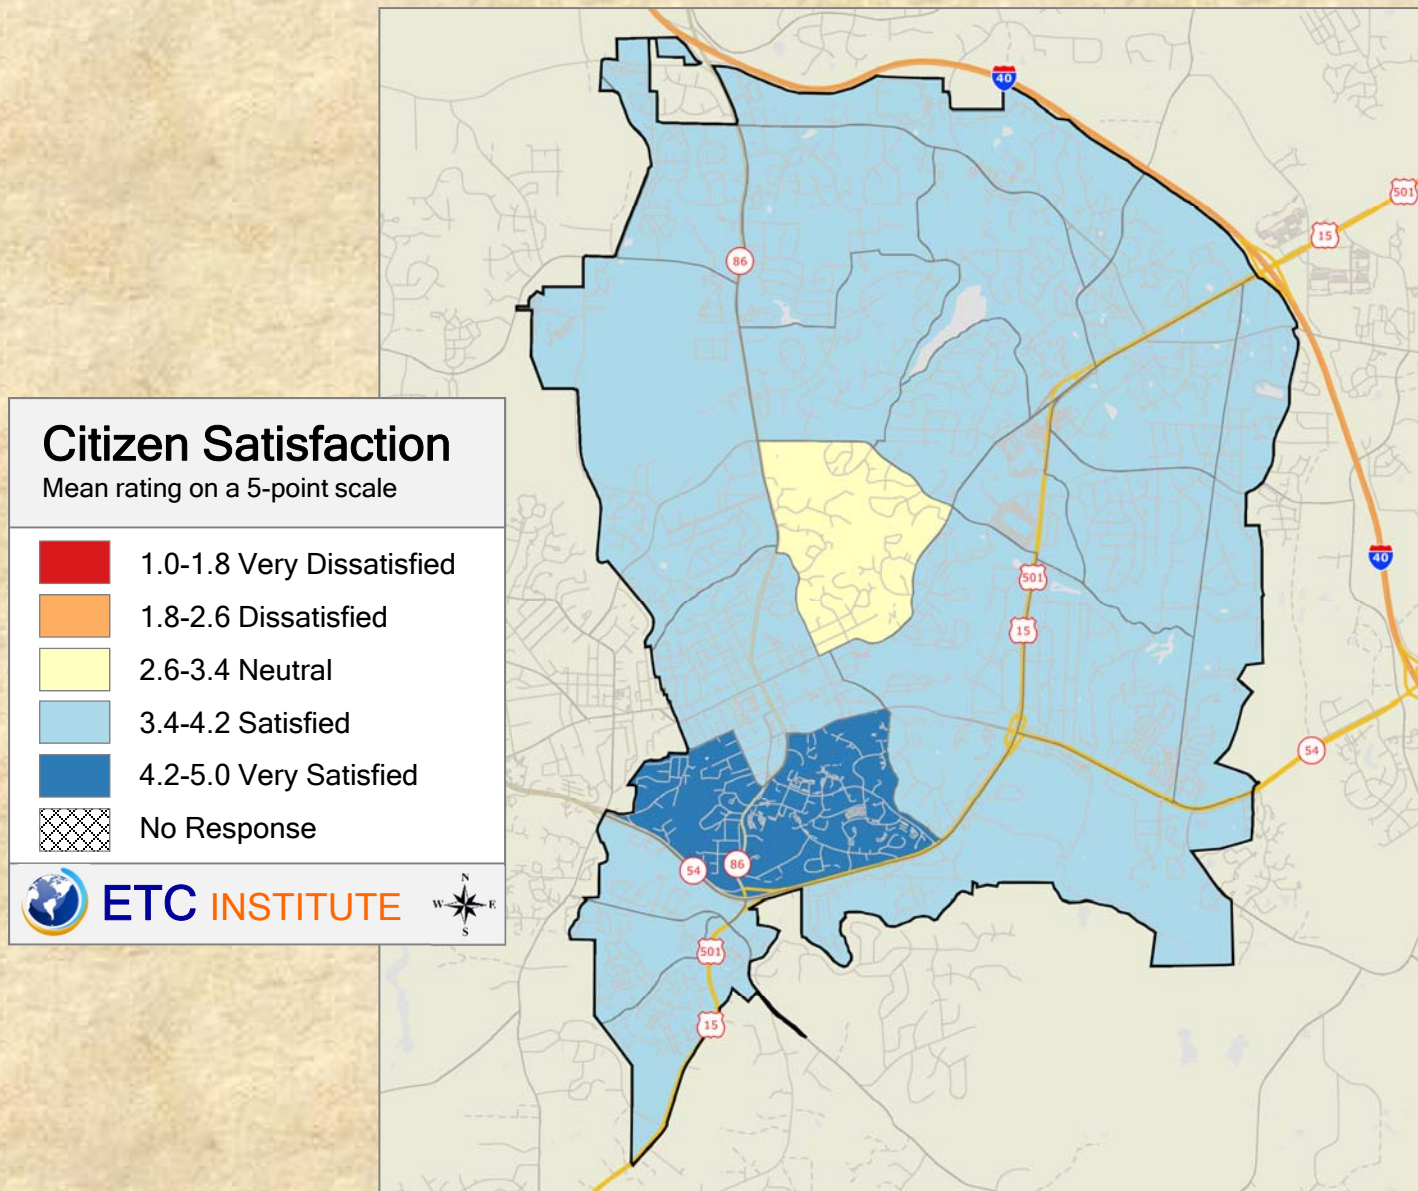 Citizen Satisfaction
Mean rating on a 5-point scale
1.0-1.8 Very Dissatisfied
1.8-2.6 Dissatisfied
2.6-3.4 Neutral
3.4-4.2 Satisfied
4.2-5.0 Very Satisfied
No Response
ETC INSTITUTE
N
W E
S
40
501
15
86
501
40
15
54
54
86
501
15